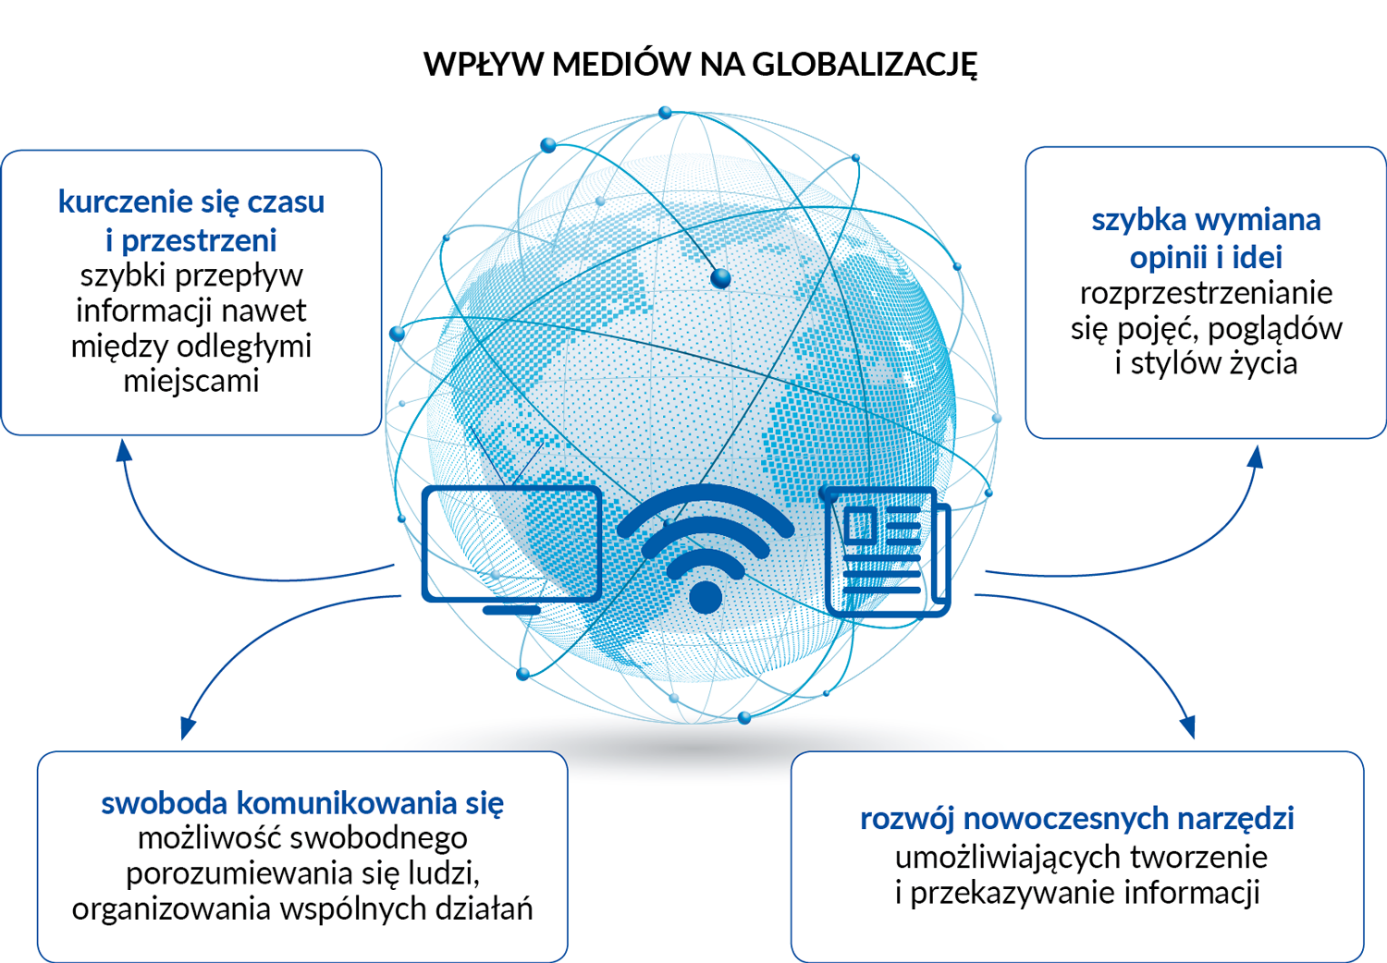 WPŁYW MEDIÓW NA GLOBALIZACJĘ
kurczenie się czasu
i przestrzeni
szybki przepływ
informacji nawet
między odległymi
miejscami
szybka wymiana
opinii i idei
rozprzestrzenianie
się pojęć, poglądów
i stylów życia
swoboda komunikowania się
możliwość swobodnego
porozumiewania się ludzi,
organizowania wspólnych działań
rozwój nowoczesnych narzędzi
umożliwiających tworzenie
i przekazywanie informacji